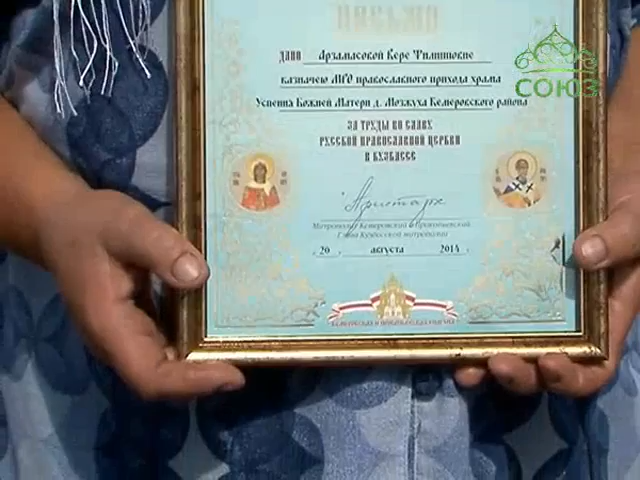 ПИСЬМО
СОЮЗ
дано Арзамасовой Вере Филипповне
казначею МРО православного прихода храма
Успения Божией Матери д. Мозжуха Кемеровского района
ЗА ТРУДЫ ВО СЛАВУ
РУССКОЙ ПРАВОСЛАВНОЙ ЦЕРКВИ
В КУЗБАССЕ
Аристарх
Митрополит Кемеровский и Прокопьевский
Глава Кузбасской митрополии
20 августа 2014